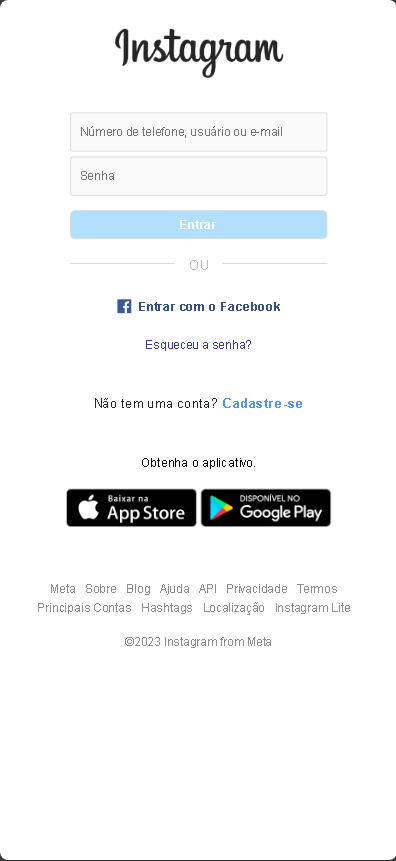 Instagram
Número de telefone, usuário ou e-mail
Senha
Entrar
OU
Entrar com o Facebook
Esqueceu a senha?
Não tem uma conta? Cadastre-se
Obtenha o aplicativo.
Baixar na
App Store
DISPONÍVEL NO
Google Play
Meta Sobre Blog Ajuda API Privacidade Termos
Principais Contas Hashtags Localização Instagram Lite
©2023 Instagram from Meta